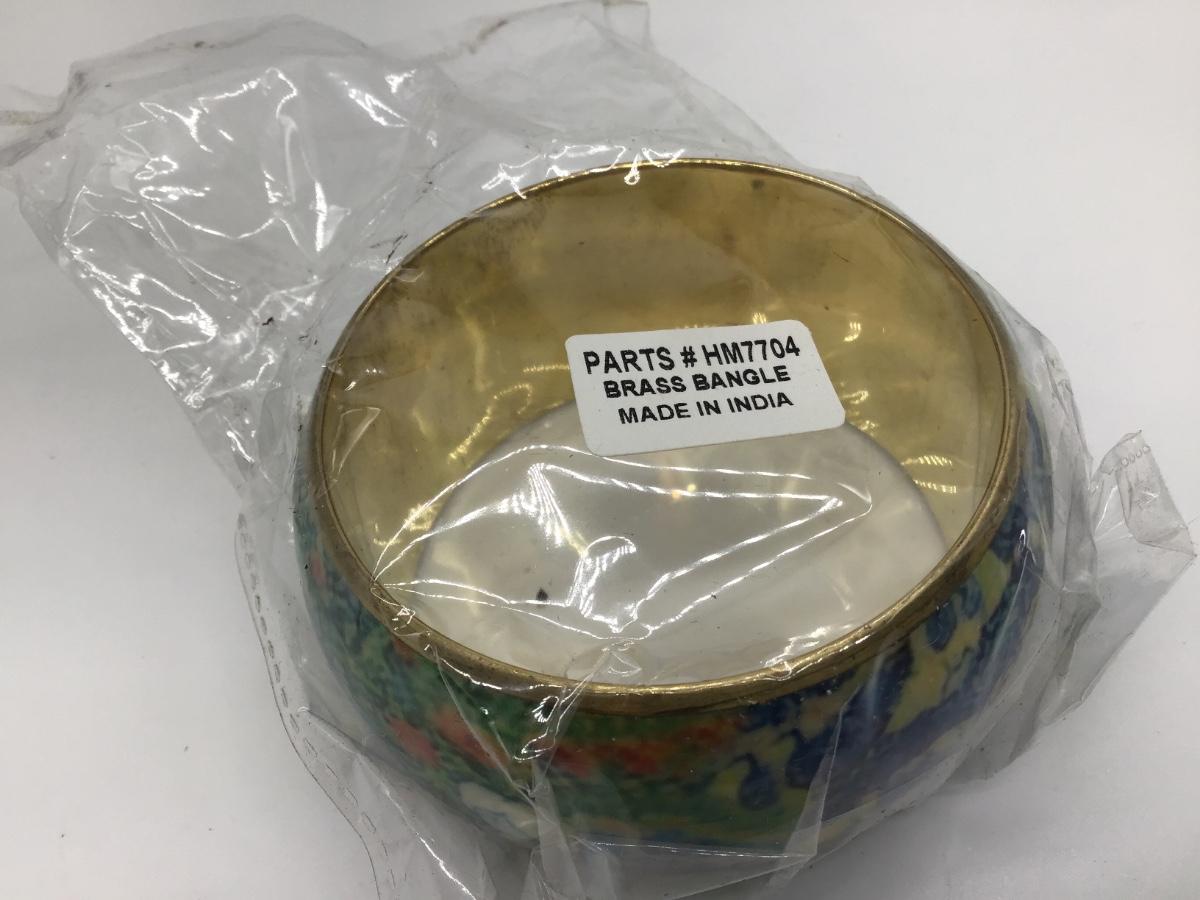 PARTS # HM7704
BRASS BANGLE
MADE IN INDIA